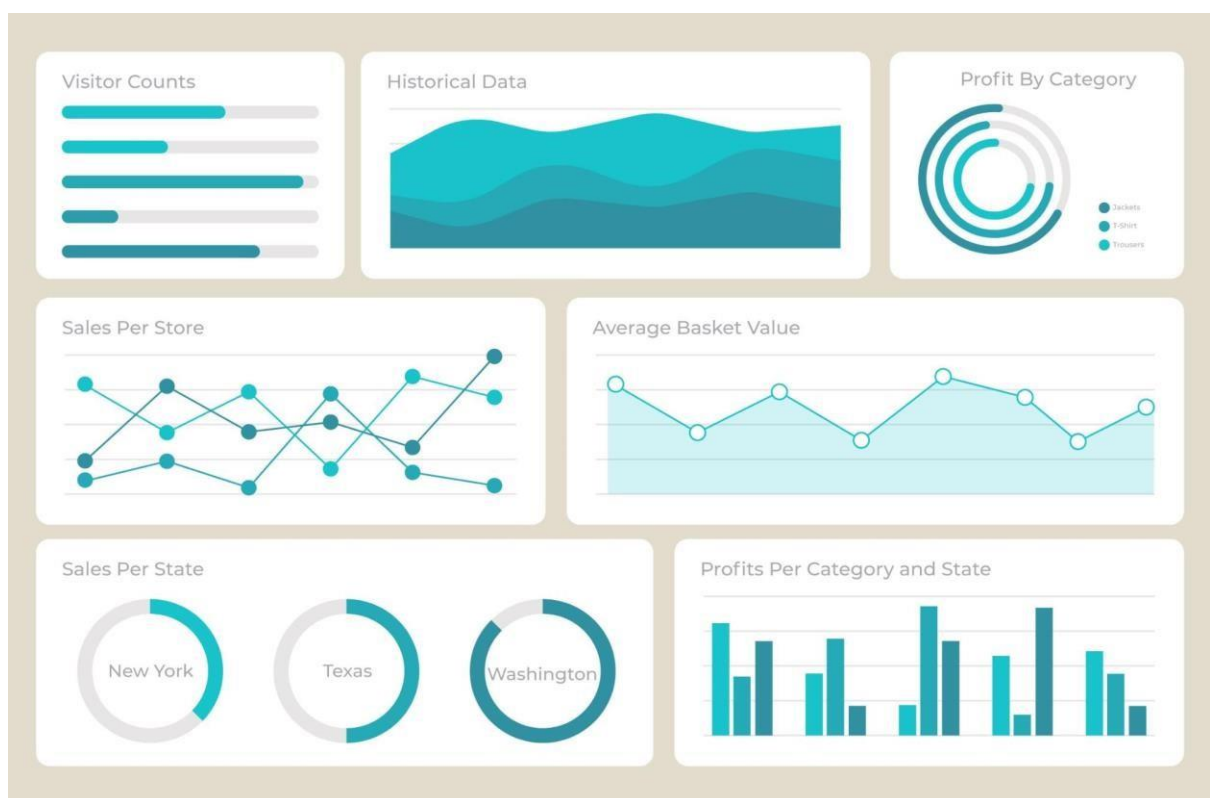 Visitor Counts
Historical Data
Profit By Category
Jackets
T-Shirt
Trousers
Sales Per Store
Average Basket Value
Sales Per State
New York
Texas
Washington
Profits Per Category and State